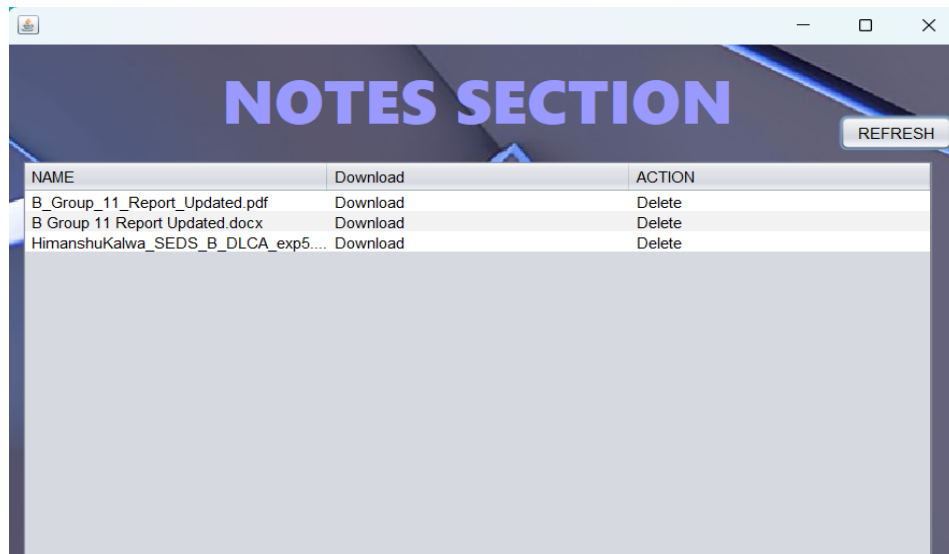 NOTES SECTION
REFRESH
NAME Download ACTION
B_Group_11_Report_Updated.pdf Download Delete
B Group 11 Report Updated.docx Download Delete
HimanshuKalwa_SEDS_B_DLCA_exp5.... Download Delete